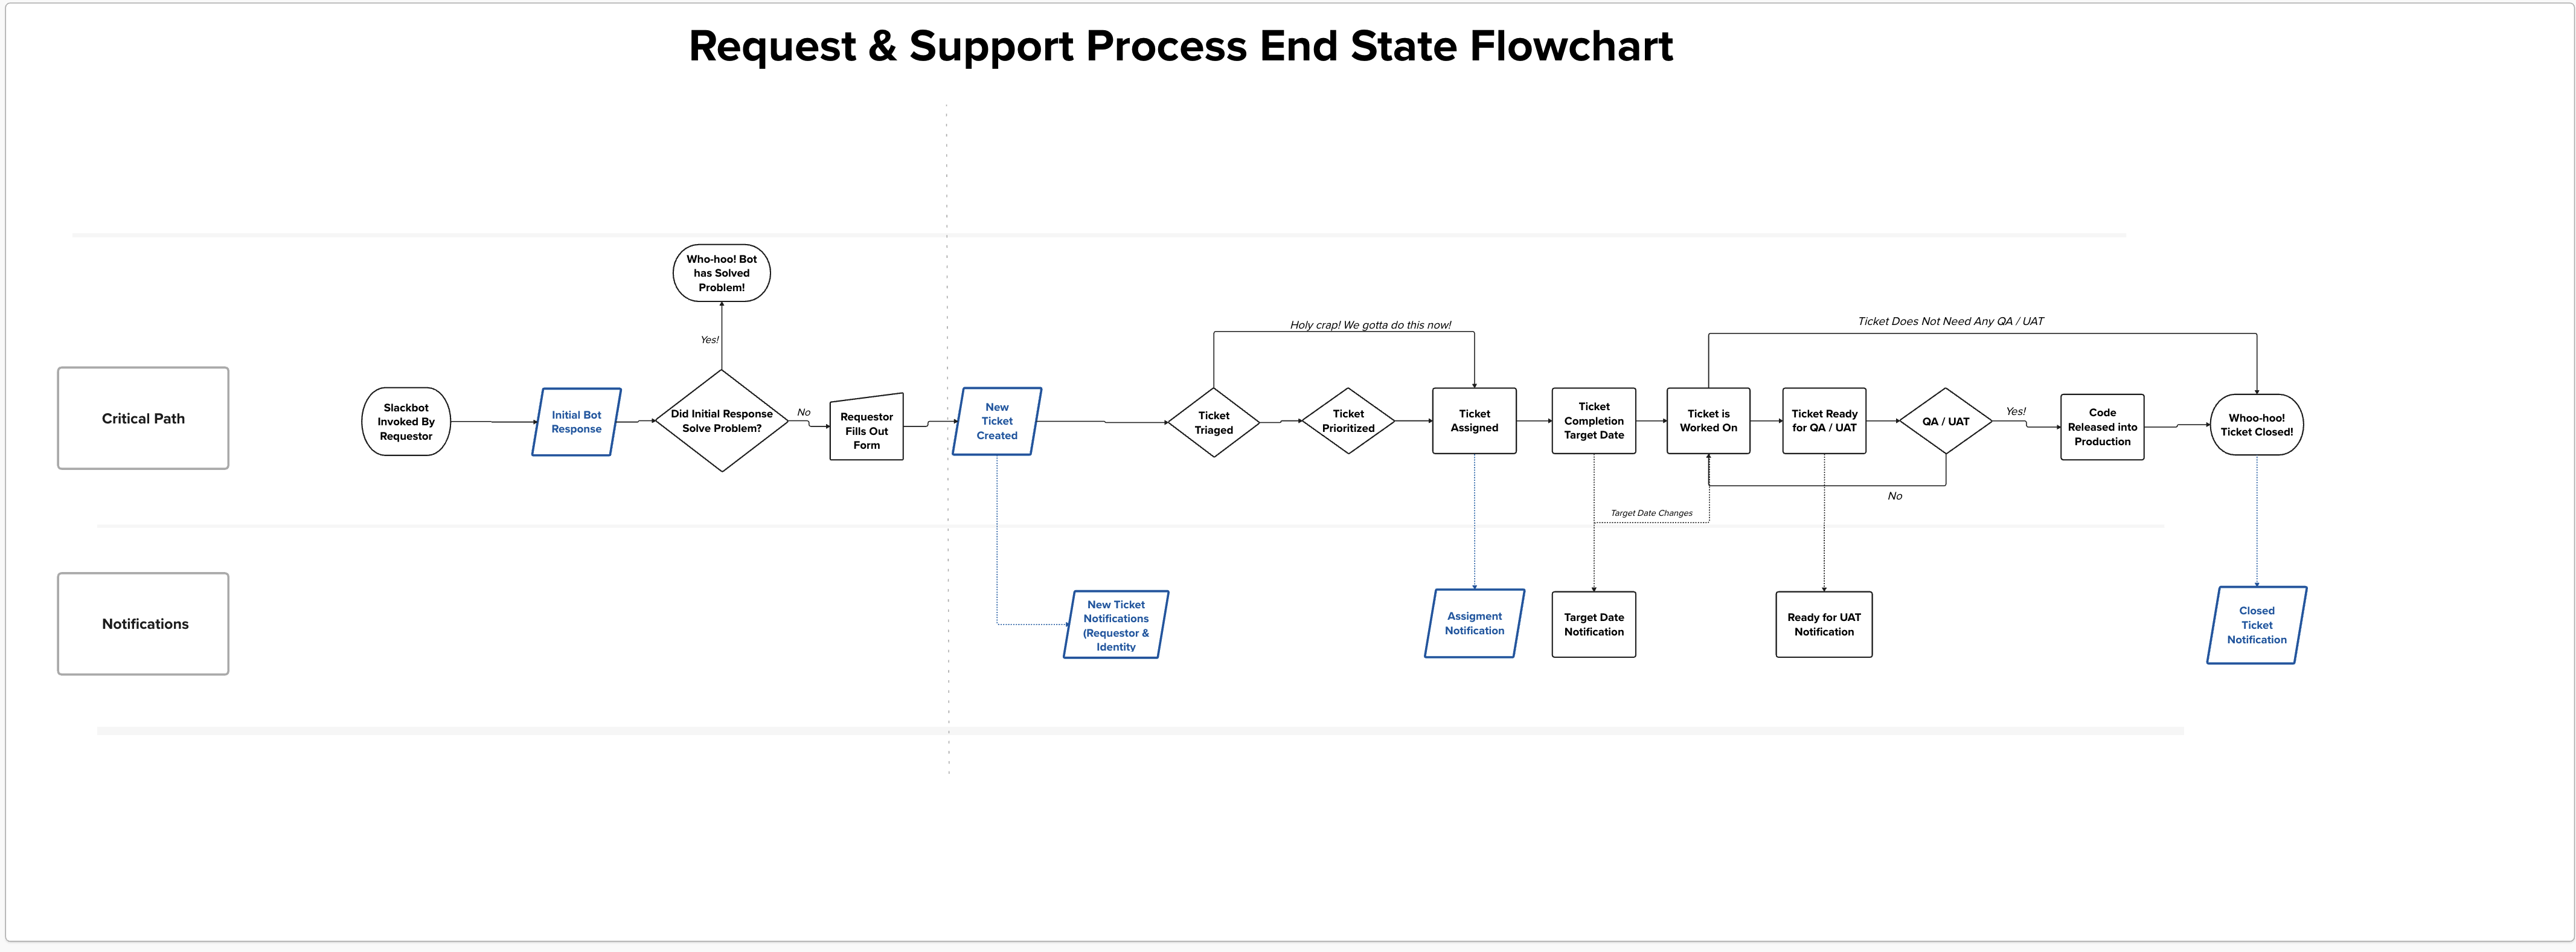 Request & Support Process End State Flowchart
Who-hoo! Bot
has Solved
Problem!
Yes!
Holy crap! We gotta do this now!
Ticket Does Not Need Any QA / UAT
Critical Path
Slackbot
Invoked By
Requestor
Initial Bot
Response
Did Initial Response
Solve Problem?
No
Requestor
Fills Out
Form
New
Ticket
Created
Ticket
Triaged
Ticket
Prioritized
Ticket
Assigned
Ticket
Completion
Target Date
Ticket is
Worked On
Ticket Ready
for QA / UAT
QA / UAT
Yes!
Code
Released into
Production
Whoo-hoo!
Ticket Closed!
No
Target Date Changes
Notifications
New Ticket
Notifications
(Requestor &
Identity
Assigment
Notification
Target Date
Notification
Ready for UAT
Notification
Closed
Ticket
Notification